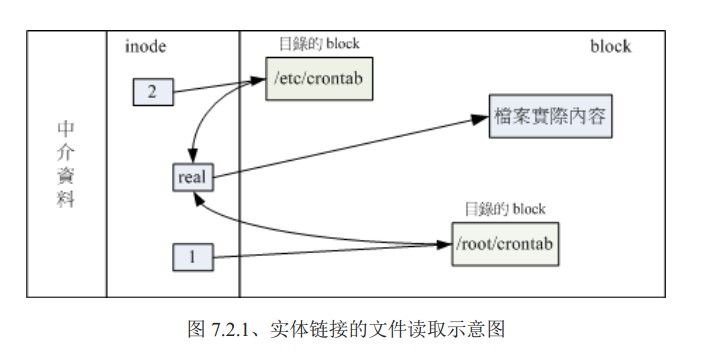 inode
目錄的 block
block
/etc/crontab
2
檔案實際內容
中介資料
real
目錄的 block
/root/crontab
1
图 7.2.1、实体链接的文件读取示意图